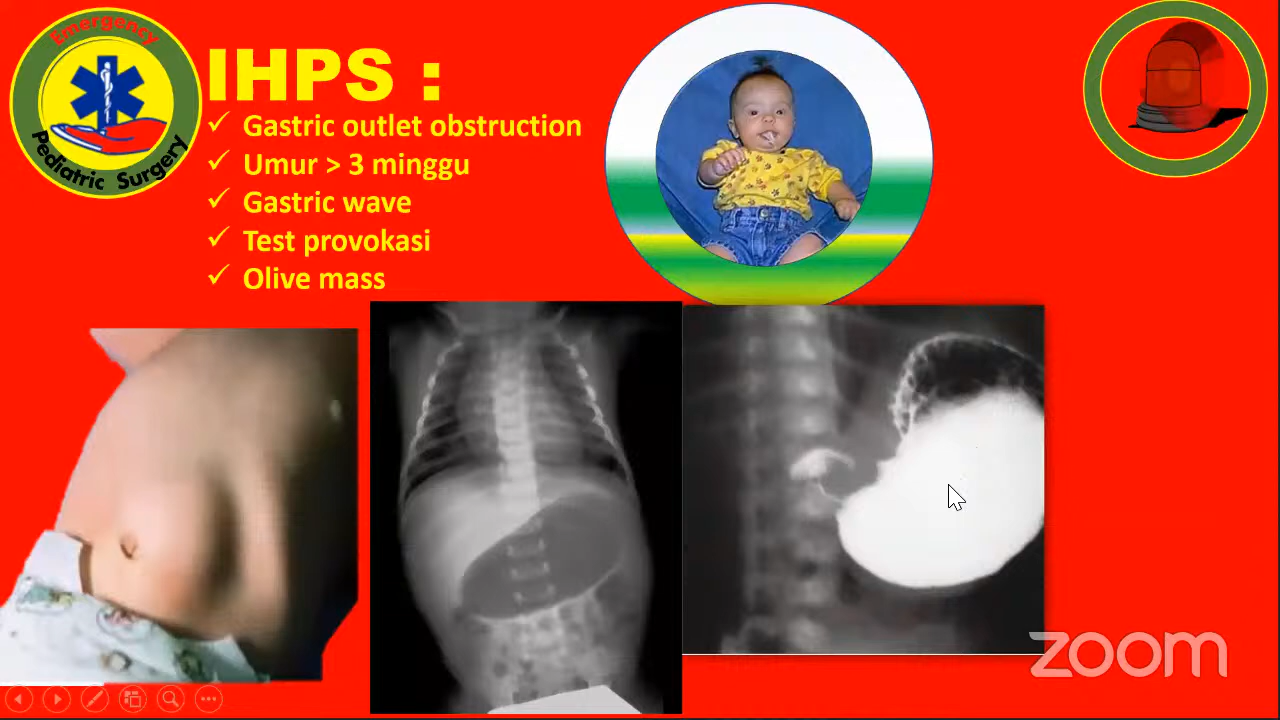 Emergency
Pediatric Surgery
IHPS :
Gastric outlet obstruction
Umur > 3 minggu
Gastric wave
Test provokasi
Olive mass
zoom